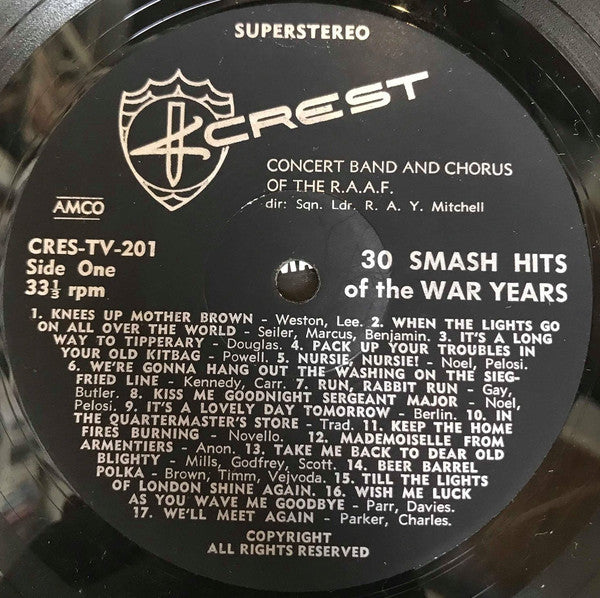 SUPERSTEREO
CREST
CONCERT BAND AND CHORUS
OF THE R.A.A.F.
dir: Sqn. Ldr. R. A. Y. Mitchell
AMCO
CRES-TV-201
Side One
33⅓ rpm
30 SMASH HITS
of the WAR YEARS
1. KNEES UP MOTHER BROWN - Weston, Lee. 2. WHEN THE LIGHTS GO
ON ALL OVER THE WORLD - Seiler, Marcus, Benjamin. 3. IT'S A LONG
WAY TO TIPPERARY - Douglas. 4. PACK UP YOUR TROUBLES IN
YOUR OLD KITBAG - Powell. 5. NURSIE, NURSIE! - Noel, Pelosi.
6. WE'RE GONNA HANG OUT THE WASHING ON THE SIEG-
FRIED LINE - Kennedy, Carr. 7. RUN, RABBIT RUN - Gay,
Butler. 8. KISS ME GOODNIGHT SERGEANT MAJOR - Noel,
Pelosi. 9. IT'S A LOVELY DAY TOMORROW - Berlin. 10. IN
THE QUARTERMASTER'S STORE - Trad. 11. KEEP THE HOME
FIRES BURNING - Novello. 12. MADEMOISELLE FROM
ARMENTIERS - Anon. 13. TAKE ME BACK TO DEAR OLD
BLIGHTY - Mills, Godfrey, Scott. 14. BEER BARREL
POLKA - Brown, Timm, Vejvoda. 15. TILL THE LIGHTS
OF LONDON SHINE AGAIN. 16. WISH ME LUCK
AS YOU WAVE ME GOODBYE - Parr, Davies.
17. WE'LL MEET AGAIN - Parker, Charles.
COPYRIGHT
ALL RIGHTS RESERVED